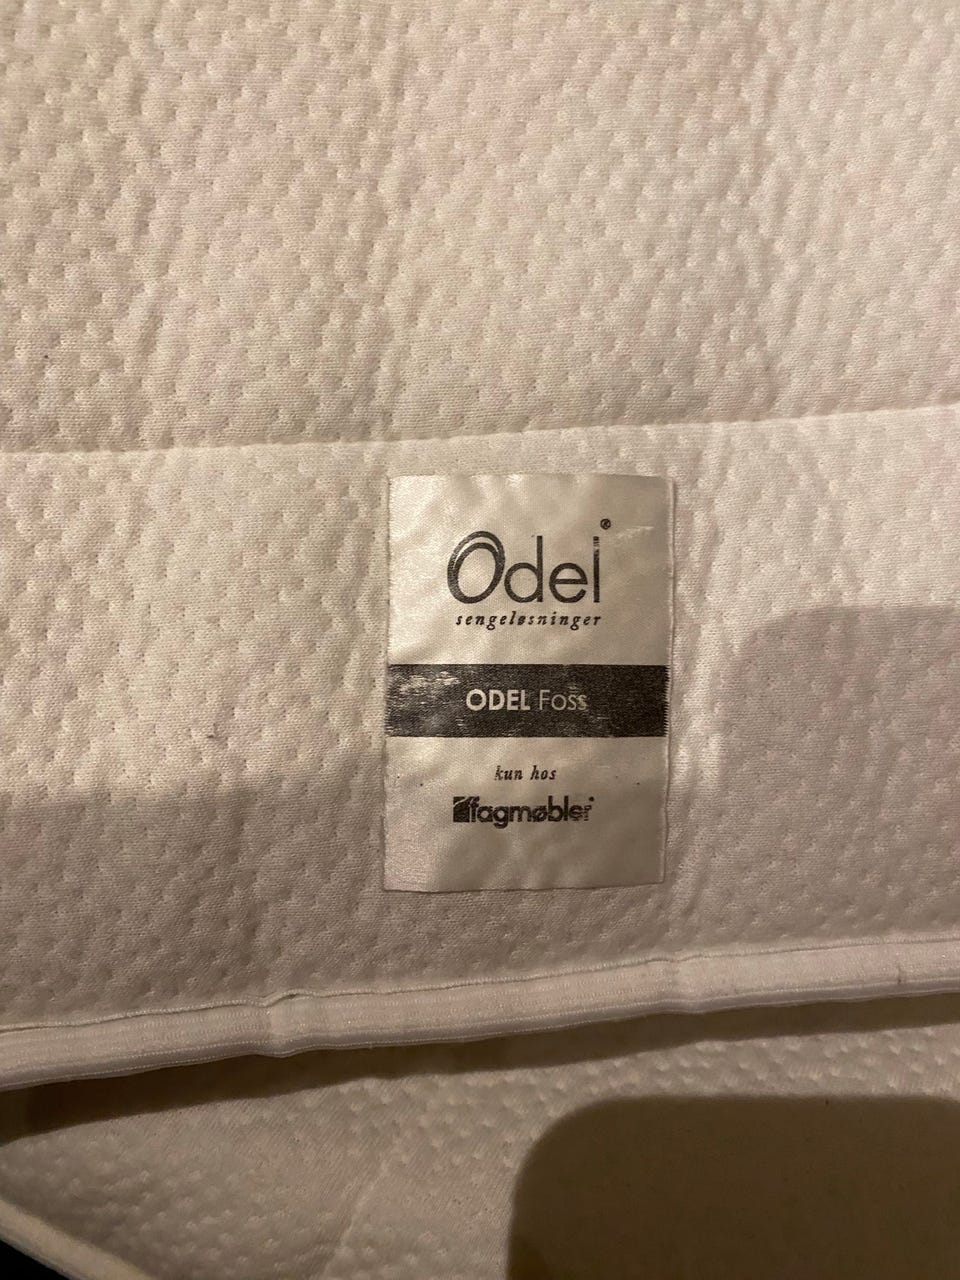 Odel®
sengeløsninger
ODEL Foss
kun hos
fagmøbler